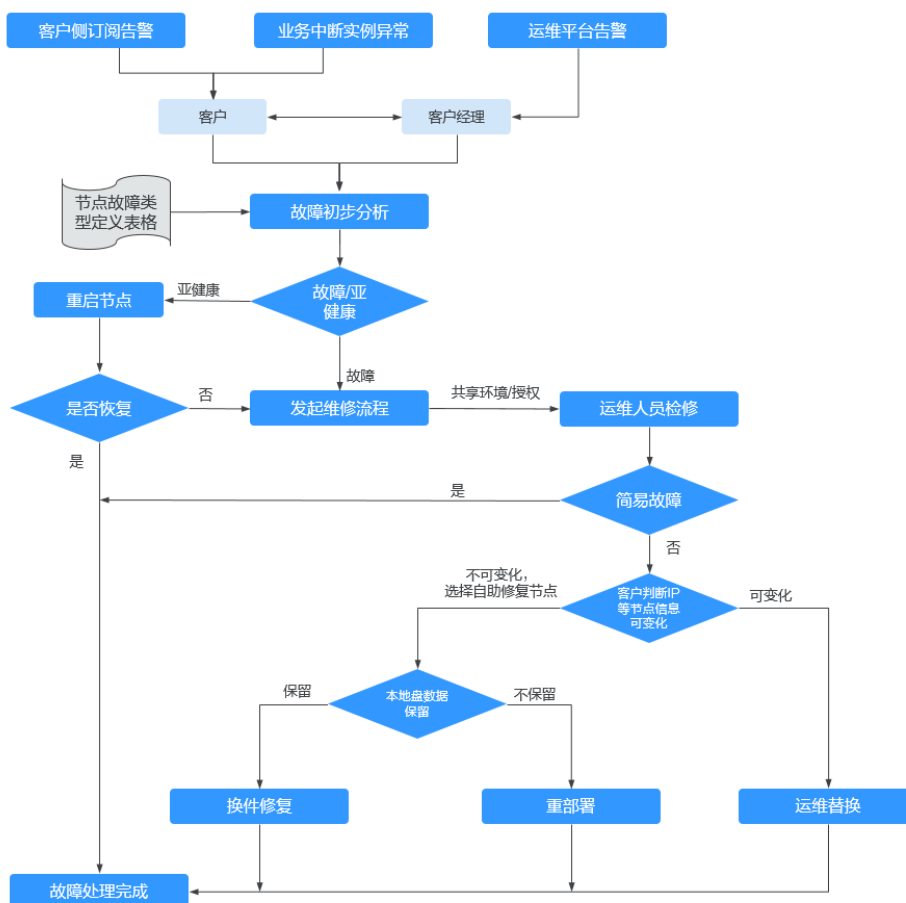 客户侧订阅告警
业务中断实例异常
运维平台告警
客户
客户经理
节点故障类
型定义表格
故障初步分析
重启节点
亚健康
故障/亚
健康
故障
是否恢复
否
发起维修流程
共享环境/授权
运维人员检修
是
是
简易故障
否
不可变化，
选择自助修复节点
客户判断IP
等节点信息
可变化
可变化
保留
本地盘数据
保留
不保留
换件修复
重部署
运维替换
故障处理完成